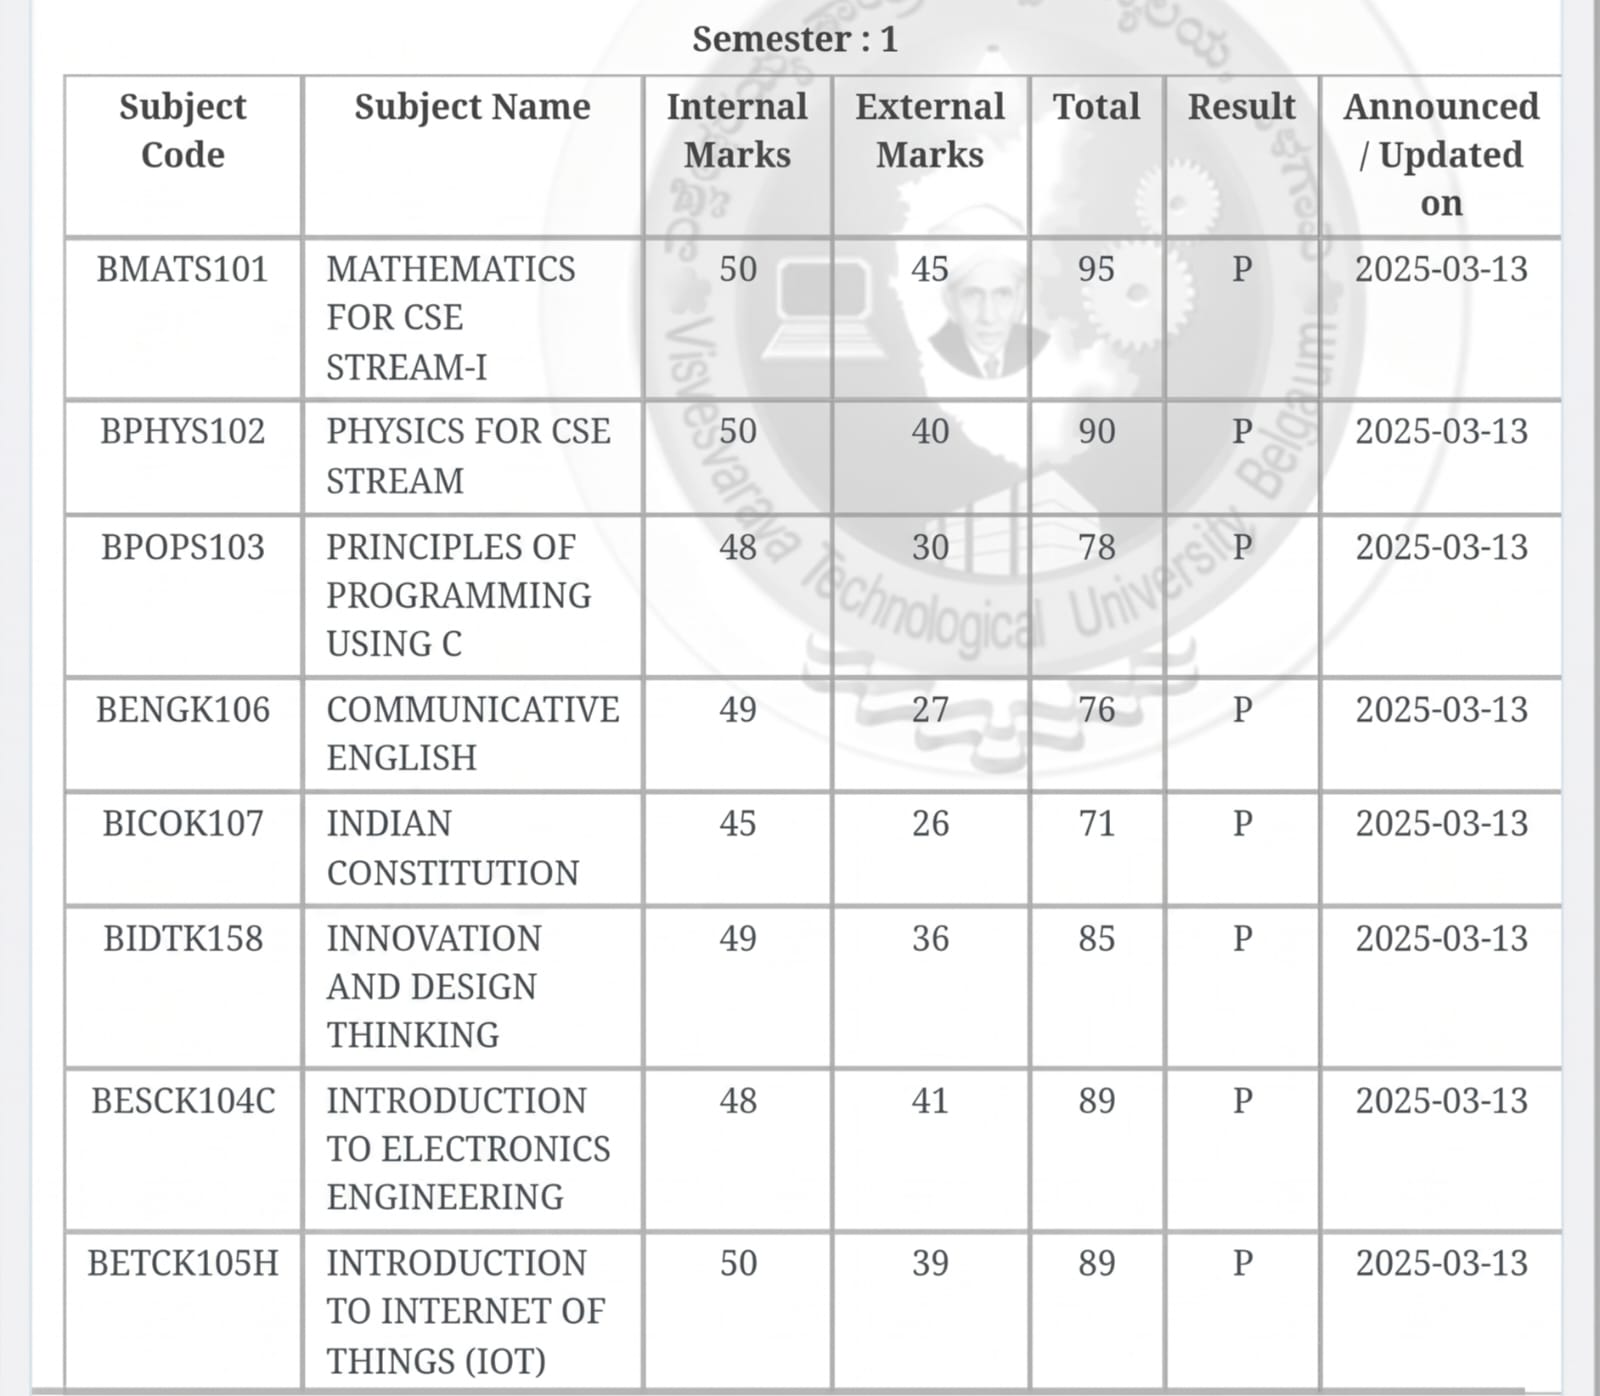 Semester : 1
Subject Code | Subject Name | Internal Marks | External Marks | Total | Result | Announced / Updated on
BMATS101 | MATHEMATICS FOR CSE STREAM-I | 50 | 45 | 95 | P | 2025-03-13
BPHYS102 | PHYSICS FOR CSE STREAM | 50 | 40 | 90 | P | 2025-03-13
BPOPS103 | PRINCIPLES OF PROGRAMMING USING C | 48 | 30 | 78 | P | 2025-03-13
BENGK106 | COMMUNICATIVE ENGLISH | 49 | 27 | 76 | P | 2025-03-13
BICOK107 | INDIAN CONSTITUTION | 45 | 26 | 71 | P | 2025-03-13
BIDTK158 | INNOVATION AND DESIGN THINKING | 49 | 36 | 85 | P | 2025-03-13
BESCK104C | INTRODUCTION TO ELECTRONICS ENGINEERING | 48 | 41 | 89 | P | 2025-03-13
BETCK105H | INTRODUCTION TO INTERNET OF THINGS (IOT) | 50 | 39 | 89 | P | 2025-03-13
Visvesvaraya Technological University Belgaum